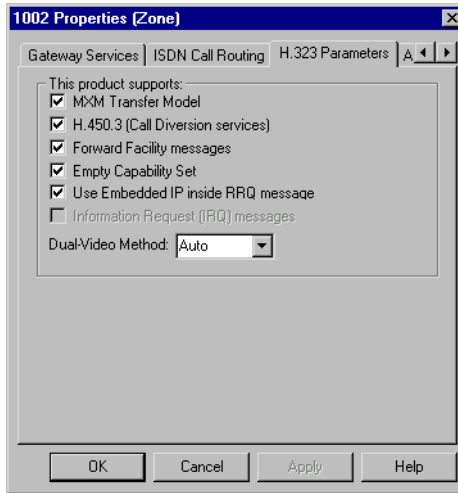 1002 Properties (Zone)
Gateway Services ISDN Call Routing H.323 Parameters A
This product supports:
MXM Transfer Model
H.450.3 (Call Diversion services)
Forward Facility messages
Empty Capability Set
Use Embedded IP inside RRQ message
Information Request (IRQ) messages
Dual-Video Method: Auto
OK Cancel Apply Help